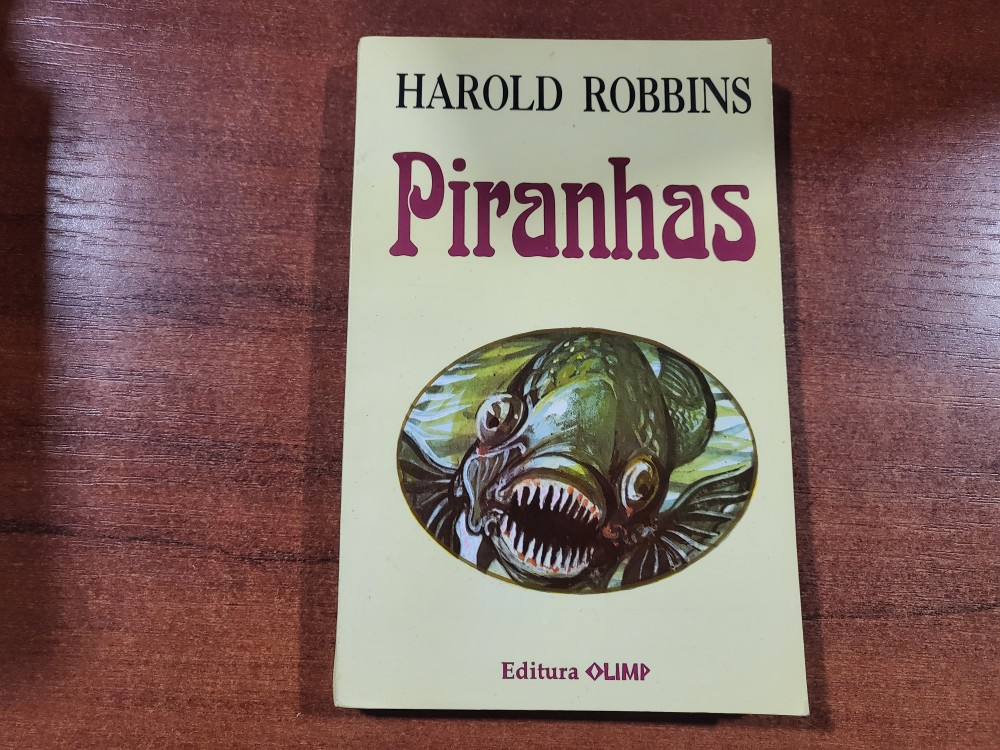 HAROLD ROBBINS
Piranhas
Editura OLIMP